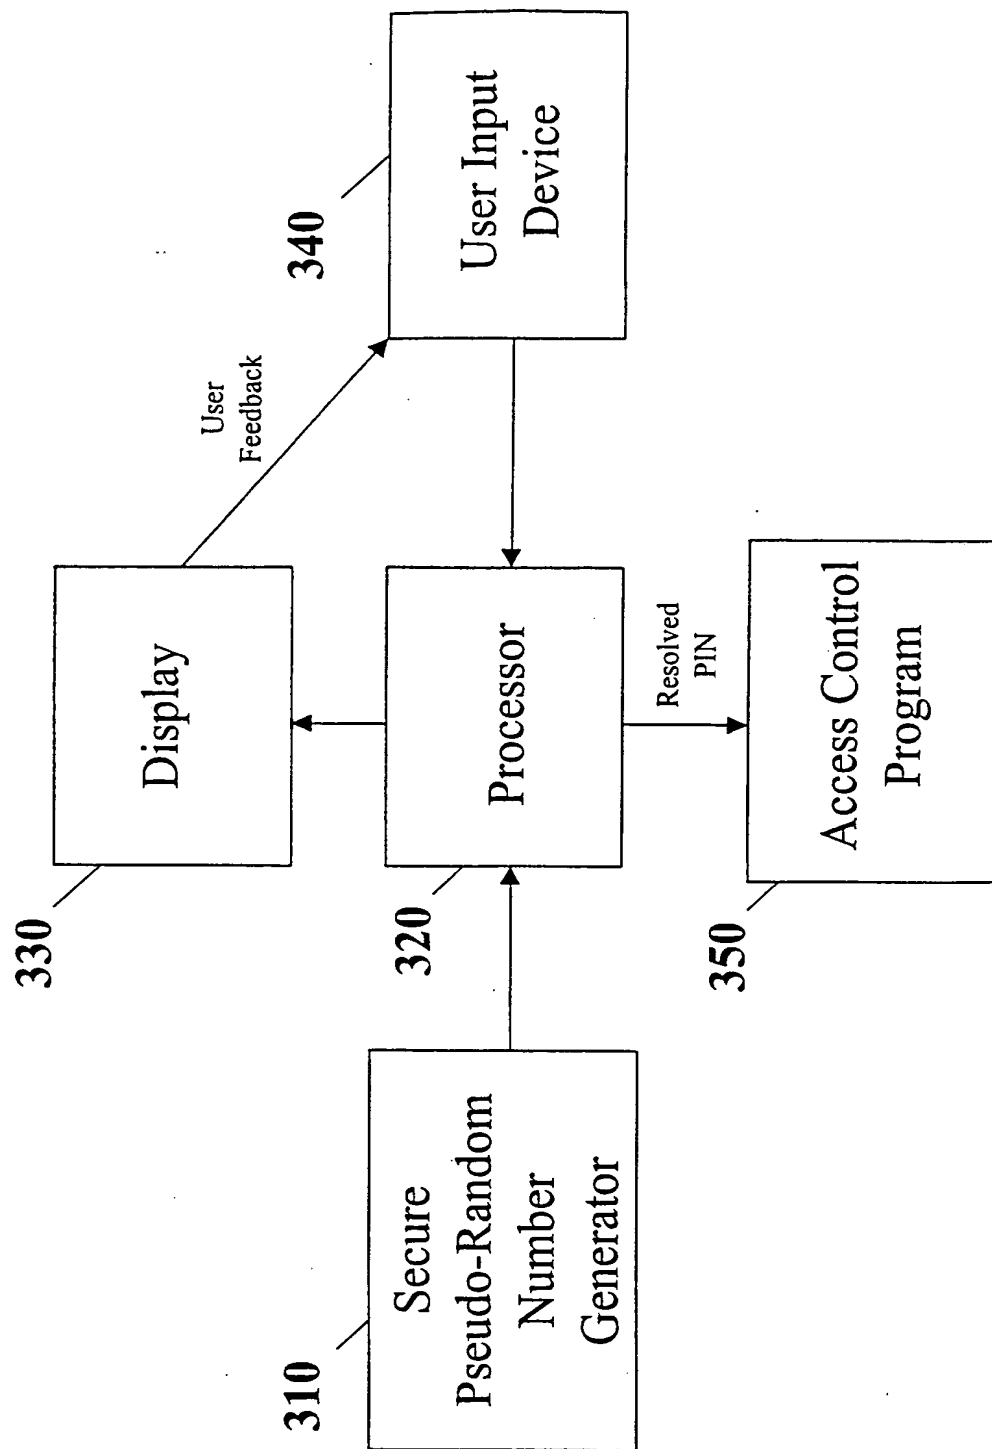 330
Display
User
Feedback
340
User Input
Device
320
Processor
310
Secure
Pseudo-Random
Number
Generator
Resolved
PIN
350
Access Control
Program